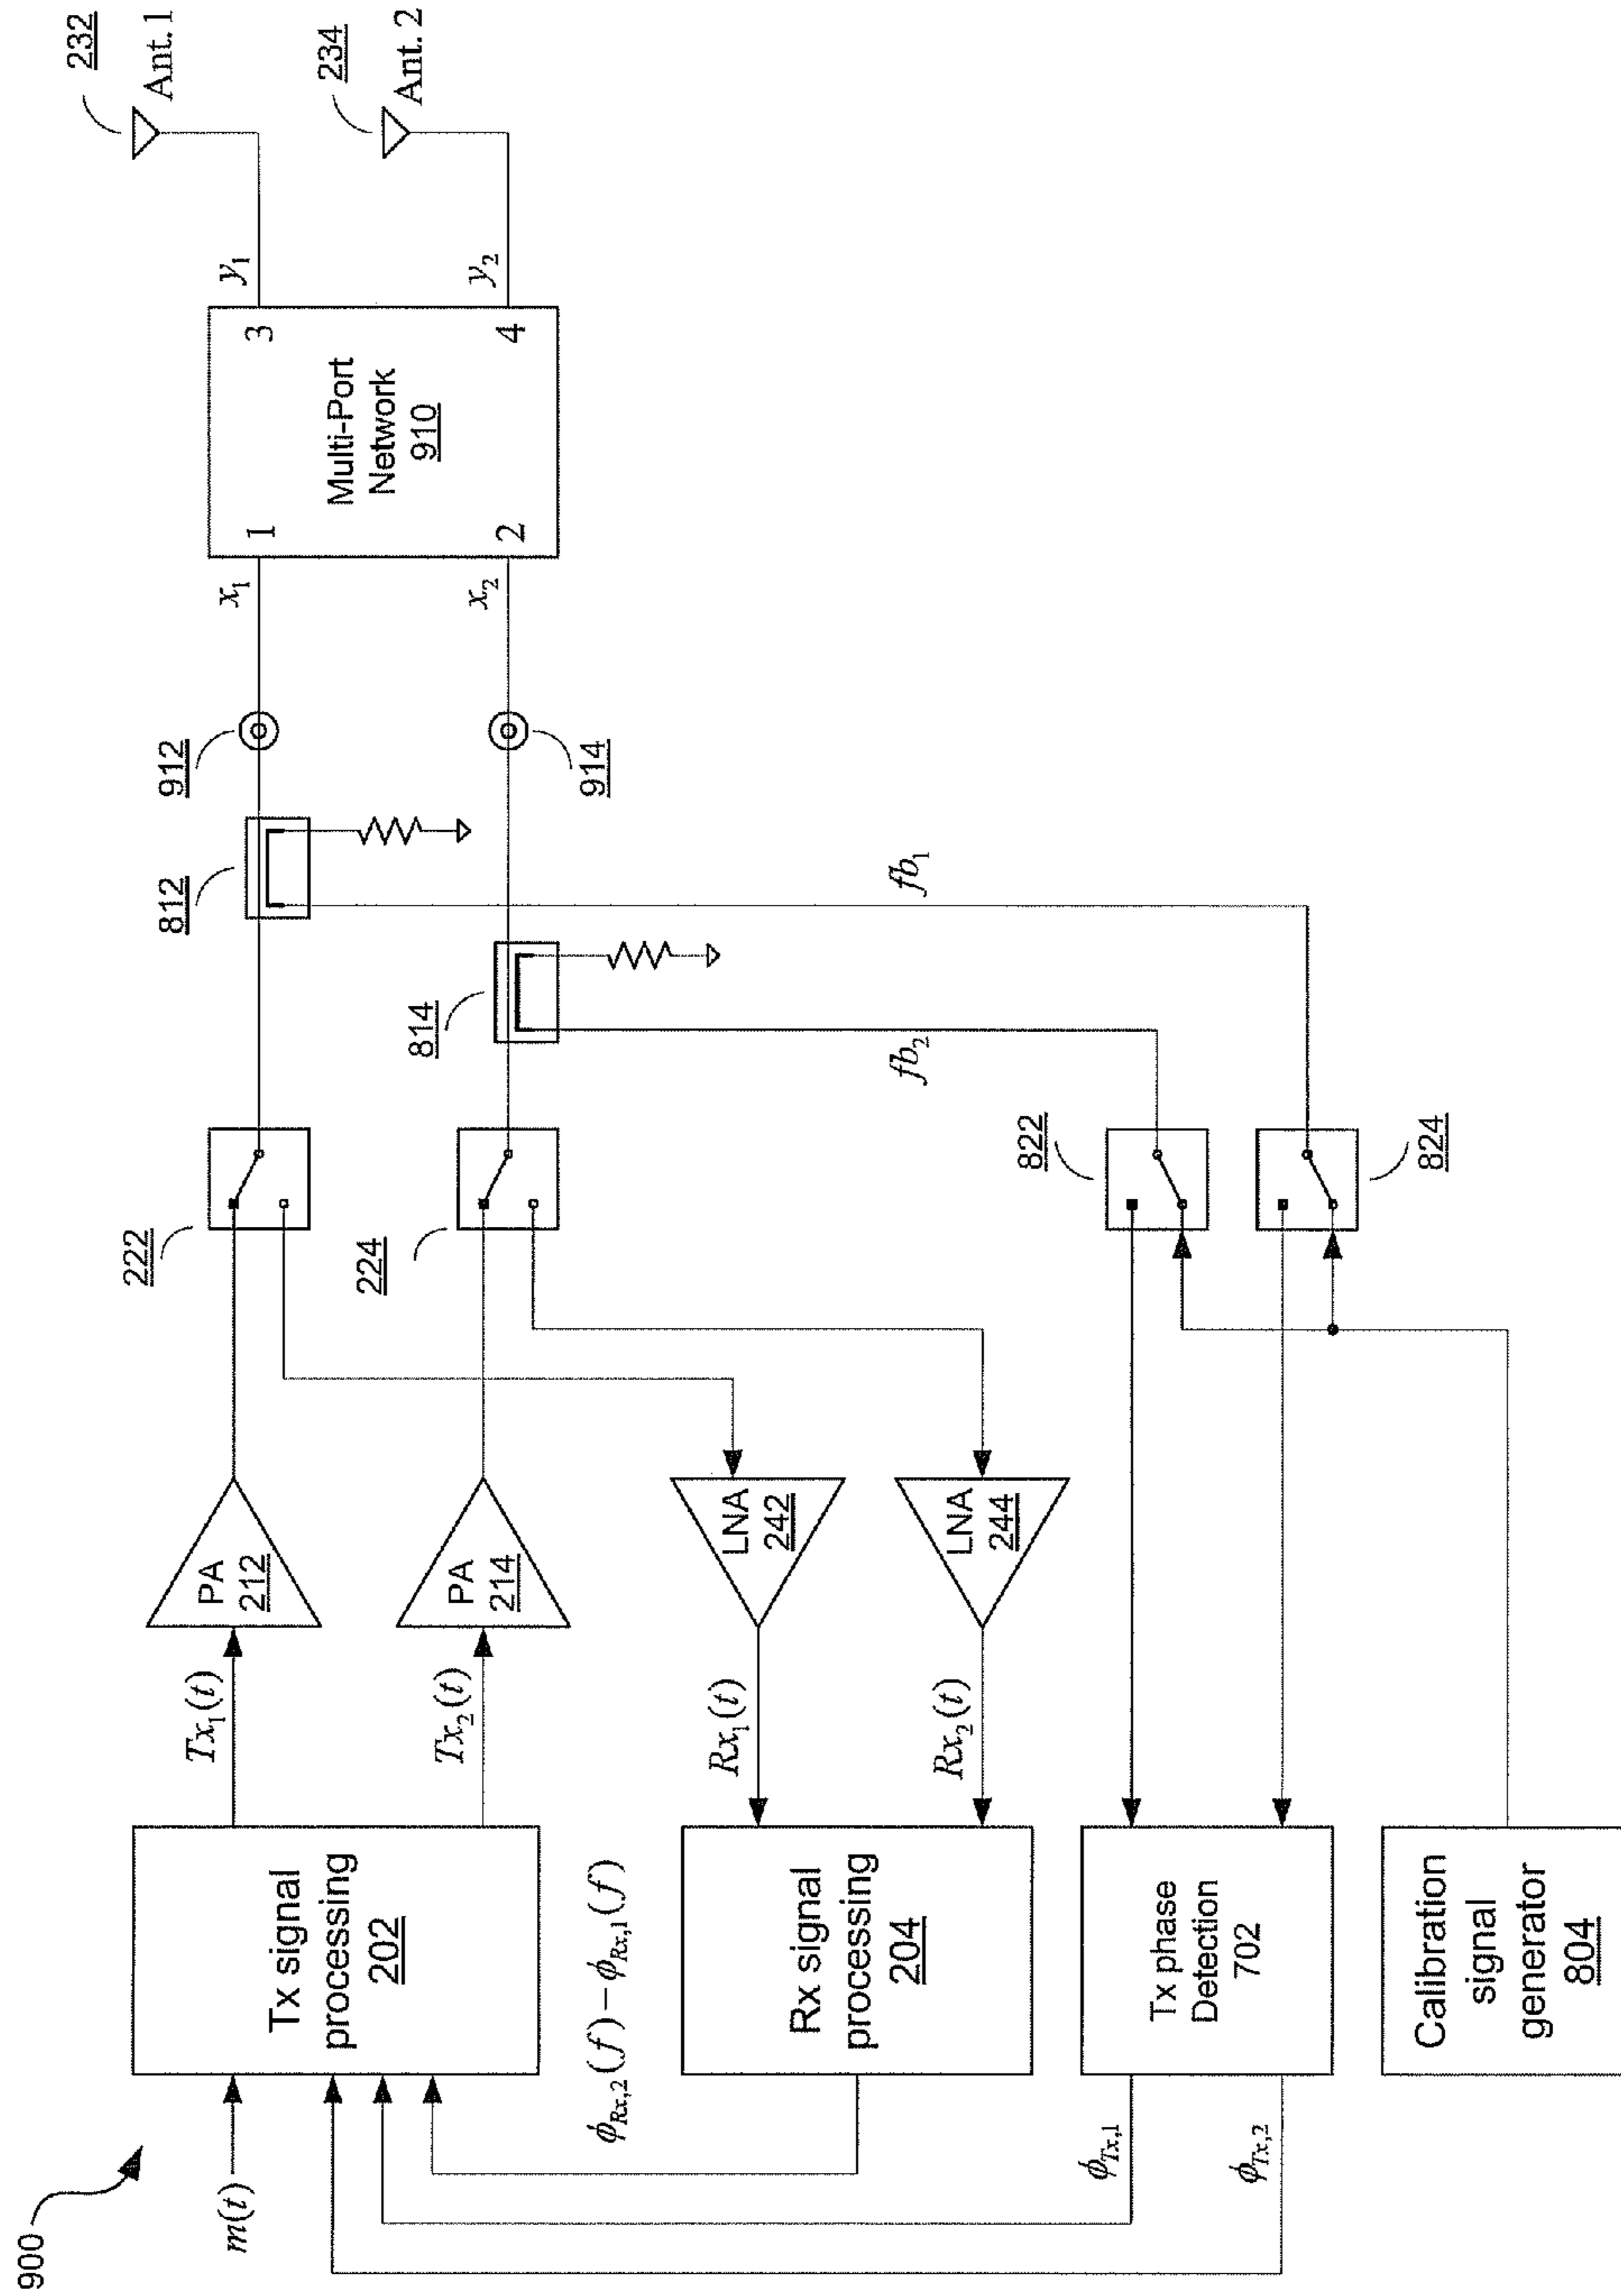 900
m(t)
Tx signal
processing
202
Tx₁(t)
Tx₂(t)
PA
212
PA
214
222
224
812
814
912
914
x₁
x₂
1
2
3
4
Multi-Port
Network
910
y₁
y₂
232
Ant. 1
234
Ant. 2
ϕRx,2(f) − ϕRx,1(f)
Rx signal
processing
204
Rx₁(t)
Rx₂(t)
LNA
242
LNA
244
fb₁
fb₂
822
824
ϕTx,1
ϕTx,2
Tx phase
Detection
702
Calibration
signal
generator
804